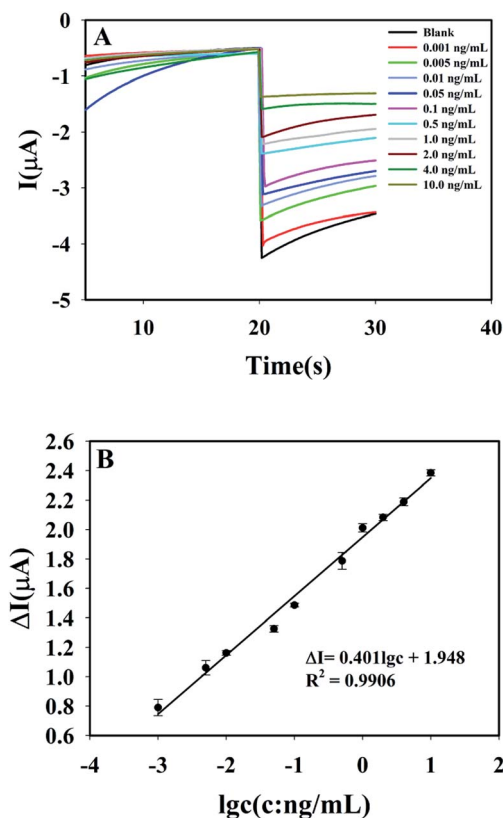 A
Blank
0.001 ng/mL
0.005 ng/mL
0.01 ng/mL
0.05 ng/mL
0.1 ng/mL
0.5 ng/mL
1.0 ng/mL
2.0 ng/mL
4.0 ng/mL
10.0 ng/mL
I(μA)
0
-1
-2
-3
-4
-5
10 20 30 40
Time(s)
B
ΔI(μA)
2.6
2.4
2.2
2.0
1.8
1.6
1.4
1.2
1.0
0.8
0.6
ΔI= 0.401lgc + 1.948
R² = 0.9906
-4 -3 -2 -1 0 1 2
lgc(c:ng/mL)